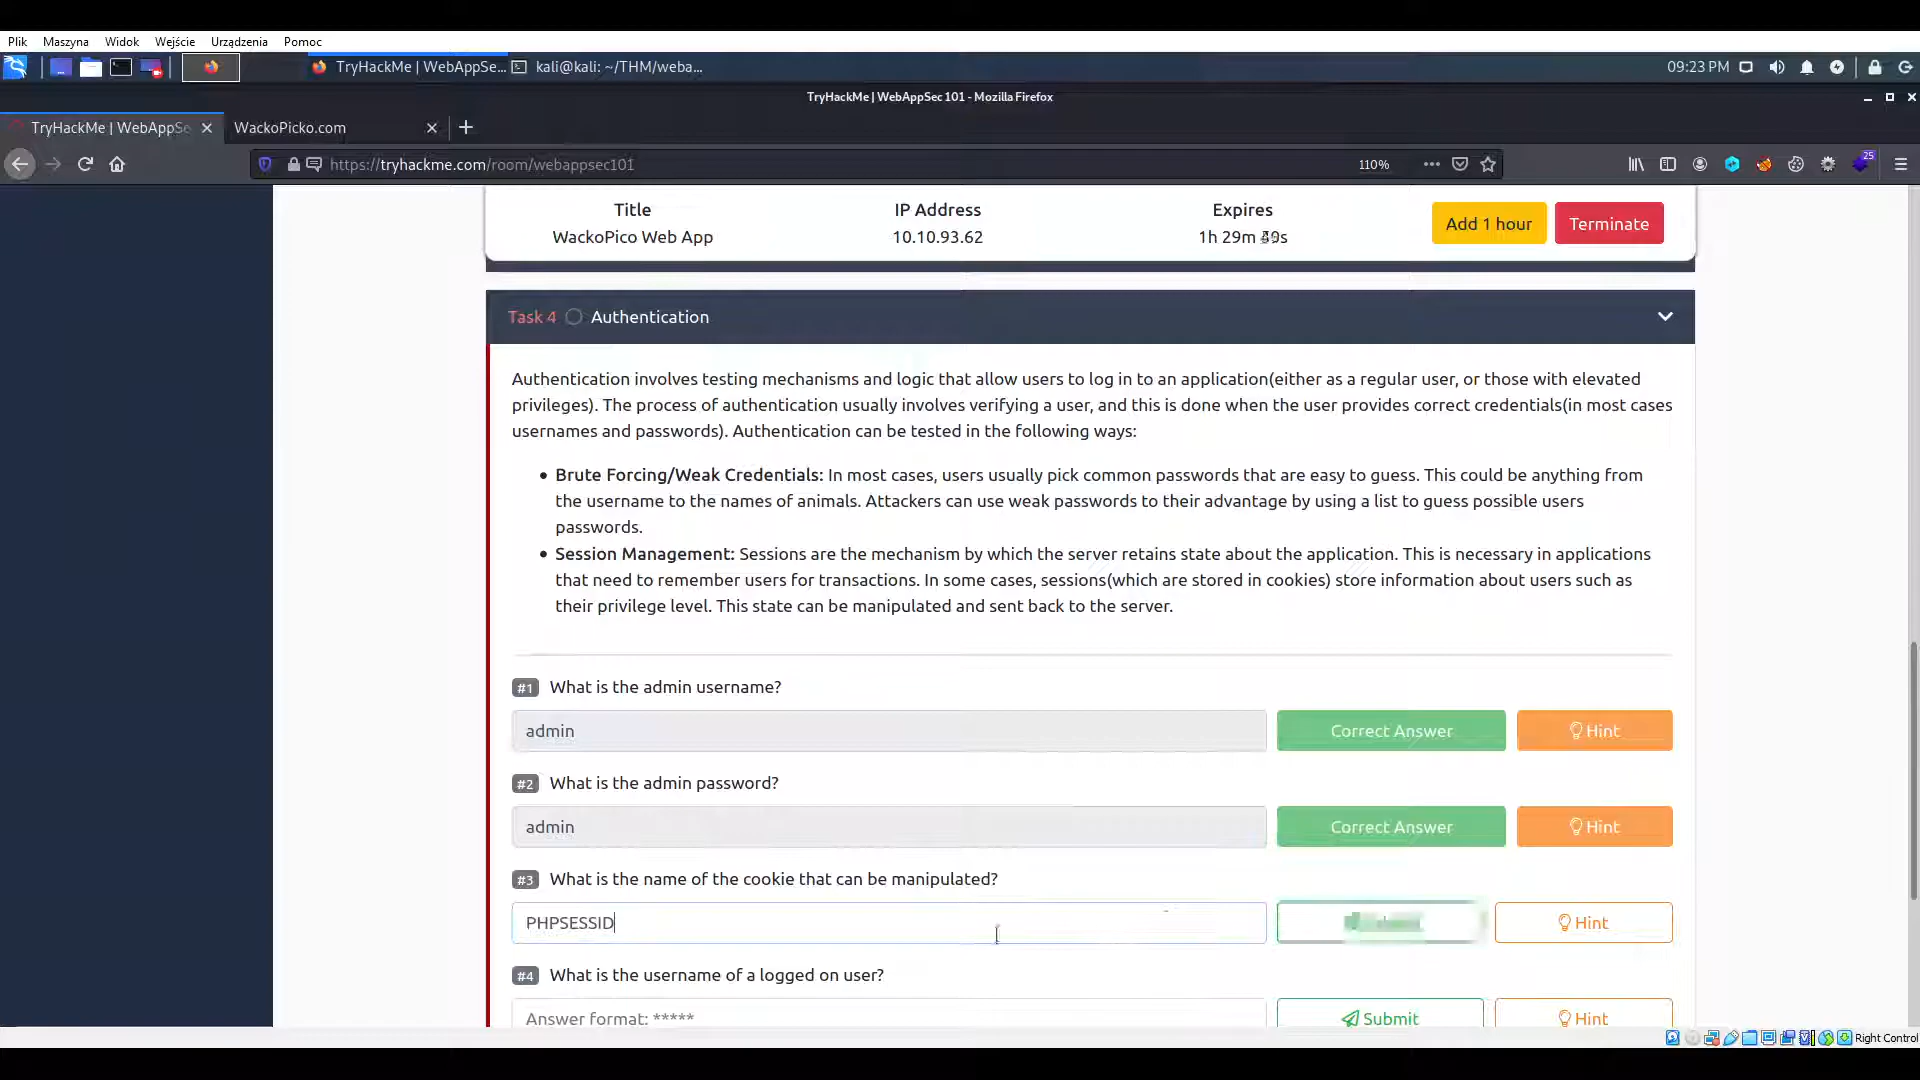 Plik Maszyna Widok Wejście Urządzenia Pomoc
TryHackMe | WebAppSe... kali@kali: ~/THM/weba... 09:23 PM
TryHackMe | WebAppSec 101 - Mozilla Firefox
TryHackMe | WebAppSe WackoPicko.com
https://tryhackme.com/room/webappsec101 110% 25
Title IP Address Expires
WackoPico Web App 10.10.93.62 1h 29m Add 1 hour Terminate
Task 4 Authentication
Authentication involves testing mechanisms and logic that allow users to log in to an application(either as a regular user, or those with elevated
privileges). The process of authentication usually involves verifying a user, and this is done when the user provides correct credentials(in most cases
usernames and passwords). Authentication can be tested in the following ways:
• Brute Forcing/Weak Credentials: In most cases, users usually pick common passwords that are easy to guess. This could be anything from
the username to the names of animals. Attackers can use weak passwords to their advantage by using a list to guess possible users
passwords.
• Session Management: Sessions are the mechanism by which the server retains state about the application. This is necessary in applications
that need to remember users for transactions. In some cases, sessions(which are stored in cookies) store information about users such as
their privilege level. This state can be manipulated and sent back to the server.
#1 What is the admin username?
admin Correct Answer Hint
#2 What is the admin password?
admin Correct Answer Hint
#3 What is the name of the cookie that can be manipulated?
PHPSESSID Hint
#4 What is the username of a logged on user?
Answer format: ***** Submit Hint
Right Control